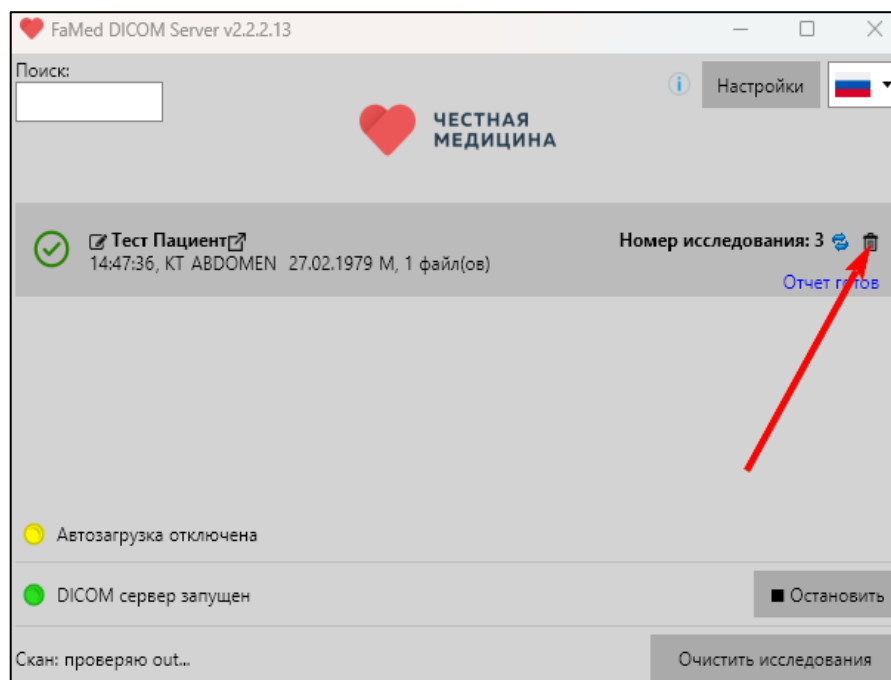 FaMed DICOM Server v2.2.2.13
Поиск:
Настройки
ЧЕСТНАЯ
МЕДИЦИНА
Тест Пациент
Номер исследования: 3
14:47:36, КТ ABDOMEN 27.02.1979 М, 1 файл(ов)
Отчет готов
Автозагрузка отключена
DICOM сервер запущен
Остановить
Скан: проверяю out...
Очистить исследования